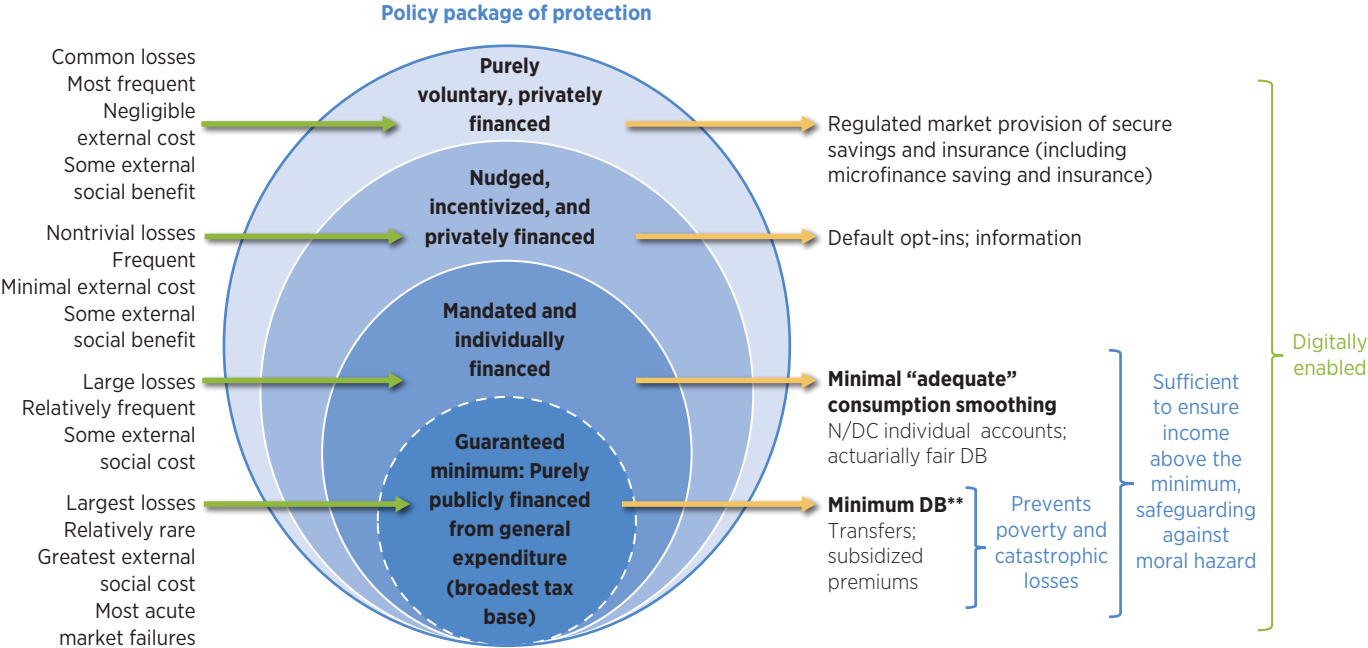 Policy package of protection
Common losses
Most frequent
Negligible
external cost
Some external
social benefit
Purely
voluntary, privately
financed
Regulated market provision of secure
savings and insurance (including
microfinance saving and insurance)
Nontrivial losses
Frequent
Minimal external cost
Some external
social benefit
Nudged,
incentivized, and
privately financed
Default opt-ins; information
Large losses
Relatively frequent
Some external
social cost
Mandated and
individually
financed
Minimal “adequate”
consumption smoothing
N/DC individual accounts;
actuarially fair DB
Largest losses
Relatively rare
Greatest external
social cost
Most acute
market failures
Guaranteed
minimum: Purely
publicly financed
from general
expenditure
(broadest tax
base)
Minimum DB**
Transfers;
subsidized
premiums
Prevents
poverty and
catastrophic
losses
Sufficient
to ensure
income
above the
minimum,
safeguarding
against
moral hazard
Digitally
enabled